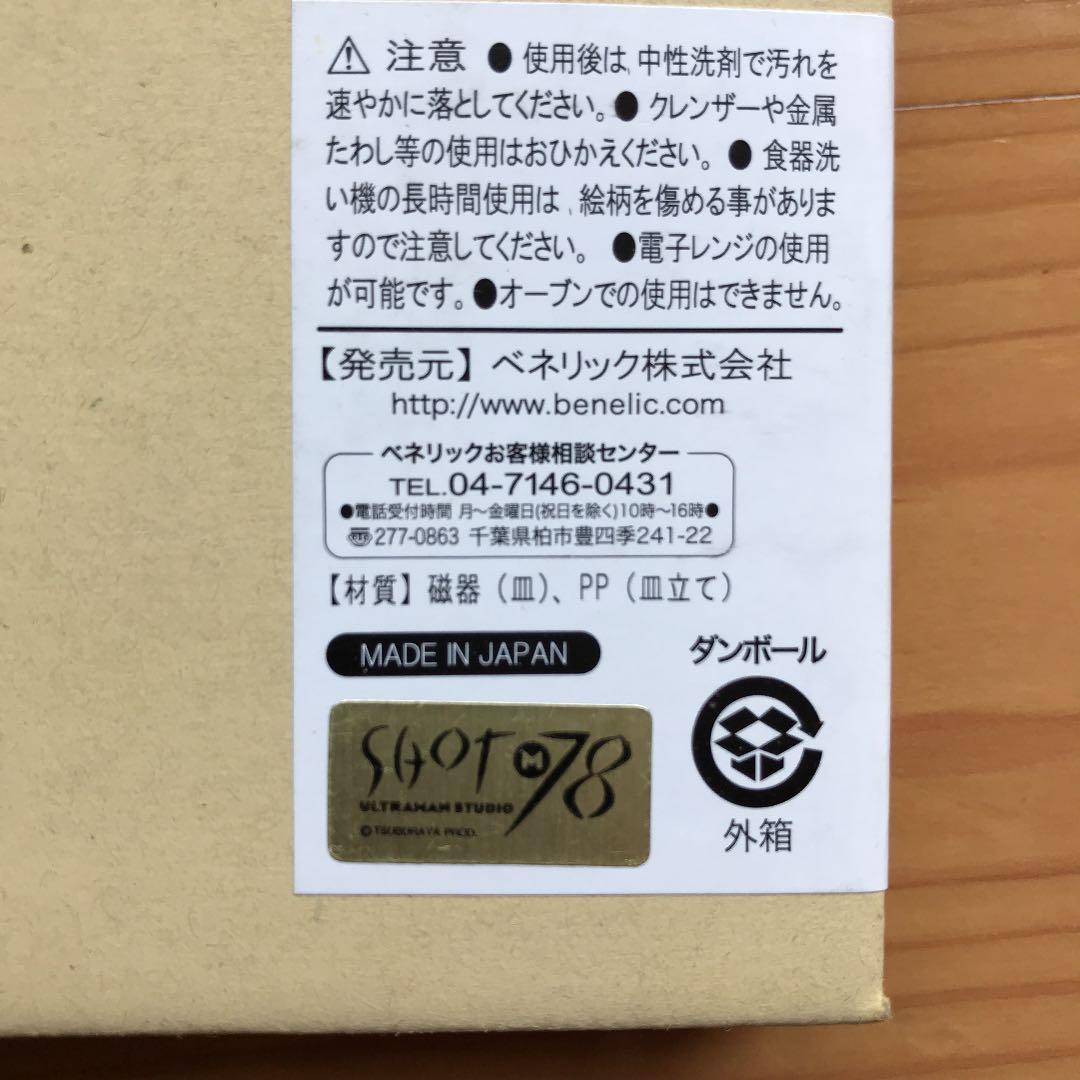 ⚠ 注意 ● 使用後は、中性洗剤で汚れを
速やかに落としてください。● クレンザーや金属
たわし等の使用はおひかえください。● 食器洗
い機の長時間使用は、絵柄を傷める事がありま
すので注意してください。 ●電子レンジの使用
が可能です。●オーブンでの使用はできません。
【発売元】ベネリック株式会社
http://www.benelic.com
ベネリックお客様相談センター
TEL.04-7146-0431
●電話受付時間 月～金曜日(祝日を除く)10時～16時●
〠277-0863 千葉県柏市豊四季241-22
【材質】磁器（皿）、PP（皿立て）
MADE IN JAPAN
ダンボール
外箱
SHOT M78
ULTRAMAN STUDIO
©TSUBURAYA PROD.